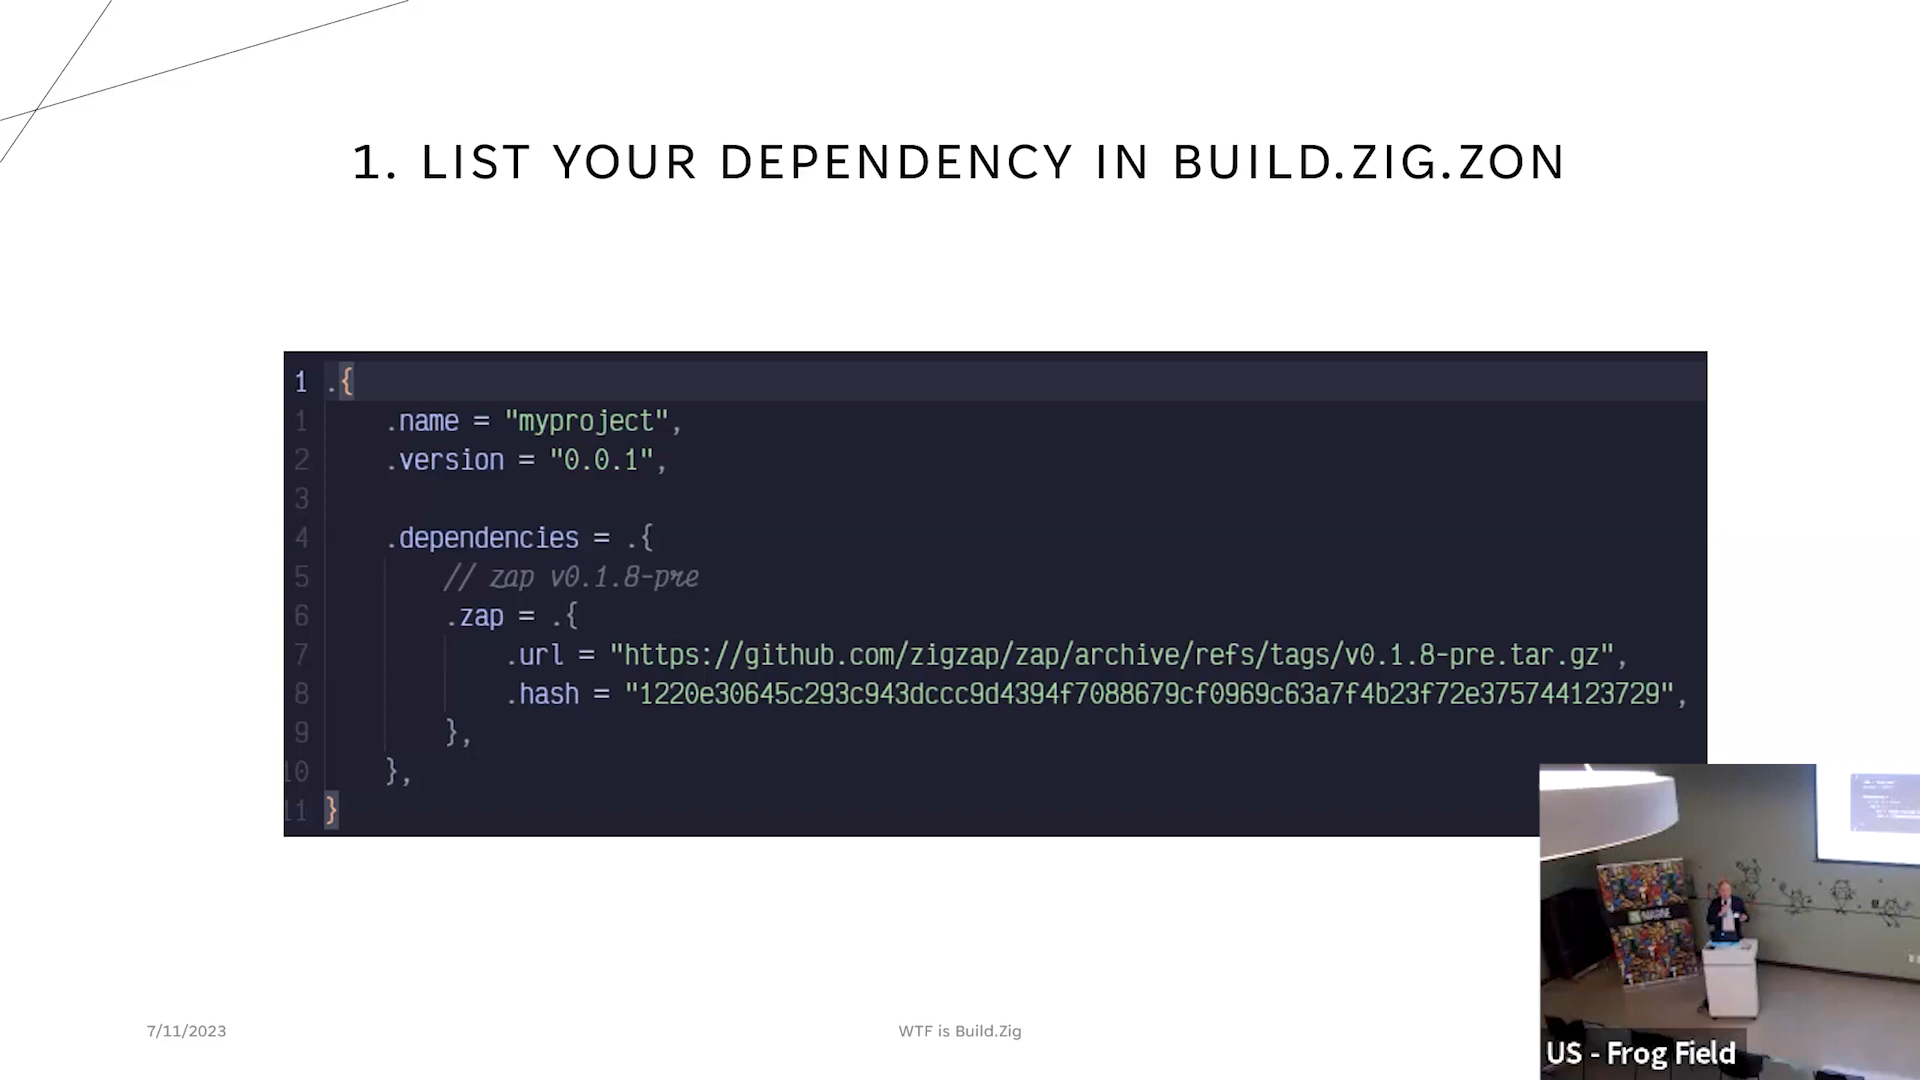 1. LIST YOUR DEPENDENCY IN BUILD.ZIG.ZON
1 .{
1 .name = "myproject",
2 .version = "0.0.1",
3
4 .dependencies = .{
5 // zap v0.1.8-pre
6 .zap = .{
7 .url = "https://github.com/zigzap/zap/archive/refs/tags/v0.1.8-pre.tar.gz",
8 .hash = "1220e30645c293c943dccc9d4394f7088679cf0969c63a7f4b23f72e375744123729",
9 },
10 },
11 }
7/11/2023
WTF is Build.Zig
US - Frog Field